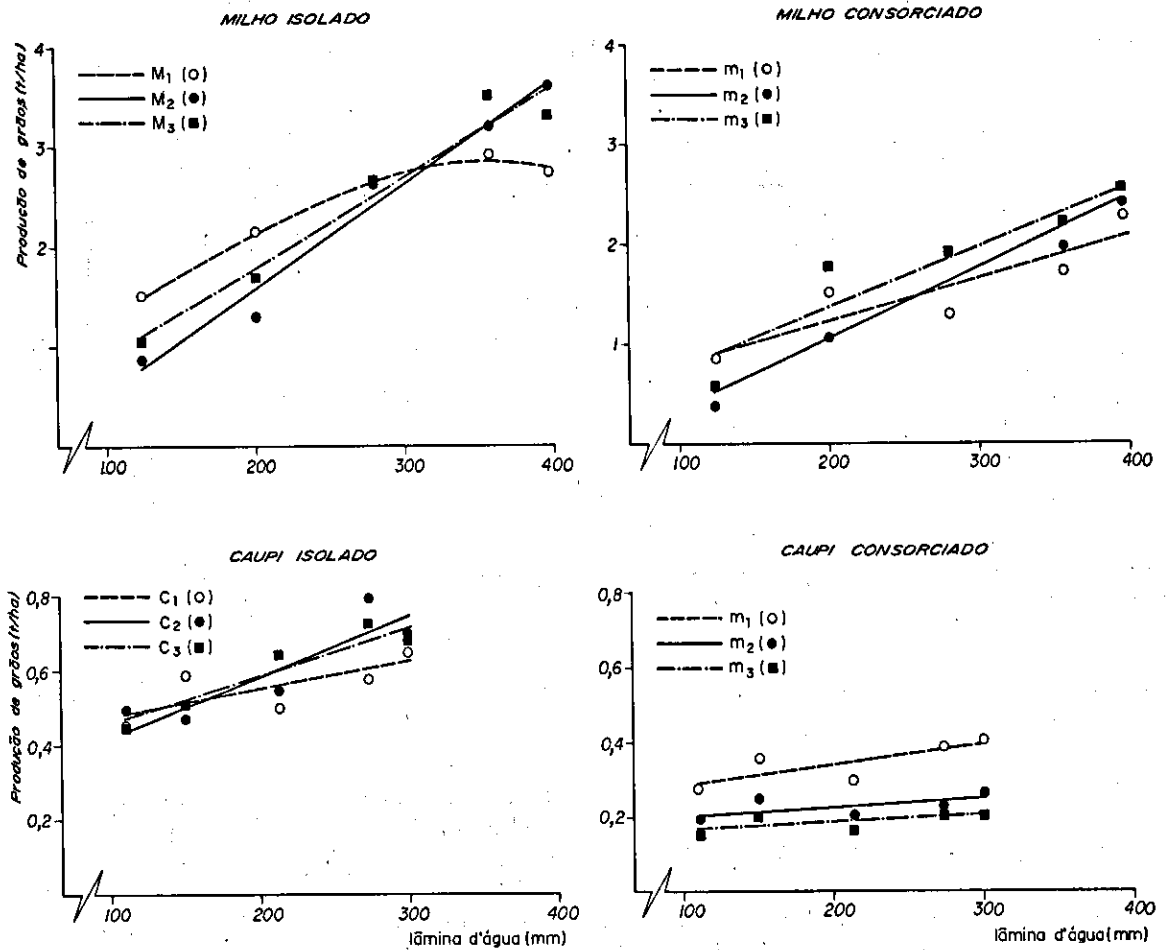 MILHO ISOLADO
Produção de grãos (t/ha)
4
3
2
1
M₁ (O)
M₂ (●)
M₃ (■)
100
200
300
400
MILHO CONSORCIADO
4
3
2
1
m₁ (O)
m₂ (●)
m₃ (■)
100
200
300
400
CAUPI ISOLADO
Produção de grãos (t/ha)
0,8
0,6
0,4
0,2
C₁ (O)
C₂ (●)
C₃ (■)
100
200
300
400
lâmina d'água (mm)
CAUPI CONSORCIADO
0,8
0,6
0,4
0,2
m₁ (O)
m₂ (●)
m₃ (■)
100
200
300
400
lâmina d'água (mm)